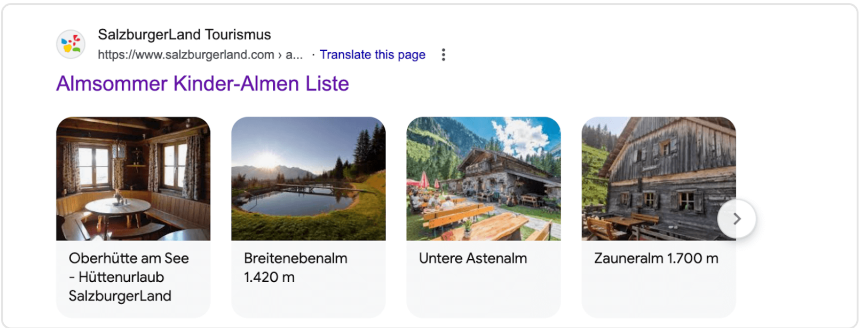 SalzburgerLand Tourismus
https://www.salzburgerland.com › a... · Translate this page
Almsommer Kinder-Almen Liste
Oberhütte am See
- Hüttenurlaub
SalzburgerLand
Breitenebenalm
1.420 m
Untere Astenalm
Zauneralm 1.700 m